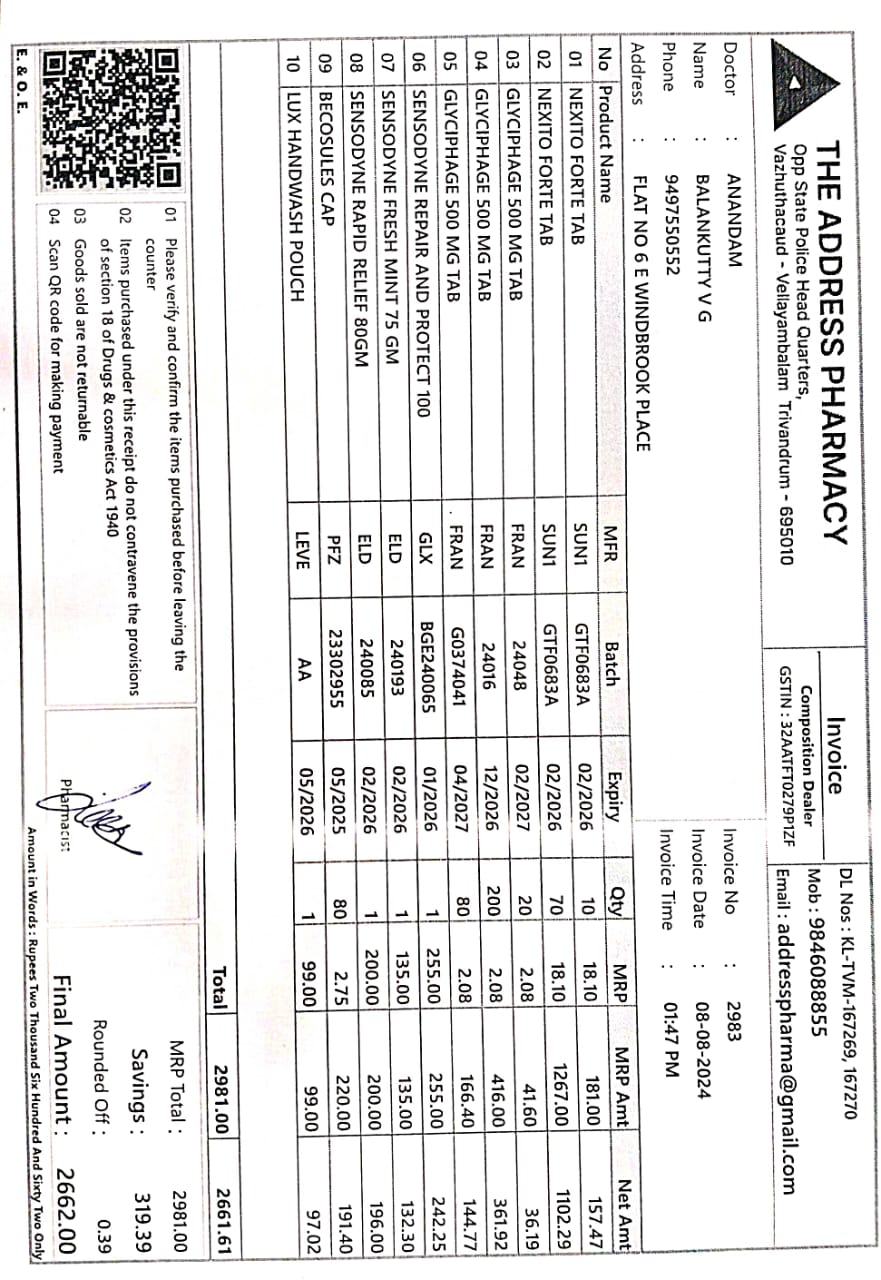 THE ADDRESS PHARMACY
Opp State Police Head Quarters,
Vazhuthacaud - Vellayambalam Trivandrum - 695010
Invoice
Composition Dealer
GSTIN : 32AATFT0279P1ZF
DL Nos : KL-TVM-167269, 167270
Mob : 9846088855
Email : addresspharma@gmail.com
Doctor : ANANDAM
Name : BALANKUTTY V G
Phone : 9497550552
Address : FLAT NO 6 E WINDBROOK PLACE
Invoice No : 2983
Invoice Date : 08-08-2024
Invoice Time : 01:47 PM
No Product Name MFR Batch Expiry Qty MRP MRP Amt Net Amt
01 NEXITO FORTE TAB SUN1 GTF0683A 02/2026 10 18.10 181.00 157.47
02 NEXITO FORTE TAB SUN1 GTF0683A 02/2026 70 18.10 1267.00 1102.29
03 GLYCIPHAGE 500 MG TAB FRAN 24048 02/2027 20 2.08 41.60 36.19
04 GLYCIPHAGE 500 MG TAB FRAN 24016 12/2026 200 2.08 416.00 361.92
05 GLYCIPHAGE 500 MG TAB FRAN G0374041 04/2027 80 2.08 166.40 144.77
06 SENSODYNE REPAIR AND PROTECT 100 GLX BGE240065 01/2026 1 255.00 255.00 242.25
07 SENSODYNE FRESH MINT 75 GM ELD 240193 02/2026 1 135.00 135.00 132.30
08 SENSODYNE RAPID RELIEF 80GM ELD 240085 02/2026 1 200.00 200.00 196.00
09 BECOSULES CAP PFZ 23302955 05/2025 80 2.75 220.00 191.40
10 LUX HANDWASH POUCH LEVE AA 05/2026 1 99.00 99.00 97.02
Total 2981.00 2661.61
01 Please verify and confirm the items purchased before leaving the
counter
02 Items purchased under this receipt do not contravene the provisions
of section 18 of Drugs & cosmetics Act 1940
03 Goods sold are not returnable
04 Scan QR code for making payment
Pharmacist
MRP Total : 2981.00
Savings : 319.39
Rounded Off : 0.39
Final Amount : 2662.00
E. & O. E.
Amount in Words : Rupees Two Thousand Six Hundred And Sixty Two Only